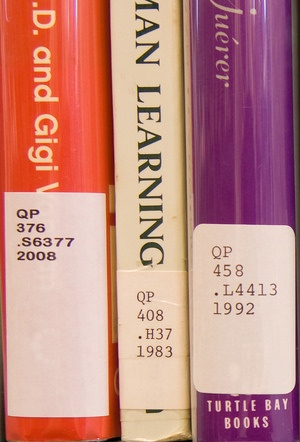 .D. and Gigi
QP
376
.S6377
2008
MAN LEARNING
QP
408
.H37
1983
Juérer
QP
458
.L4413
1992
TURTLE BAY
BOOKS